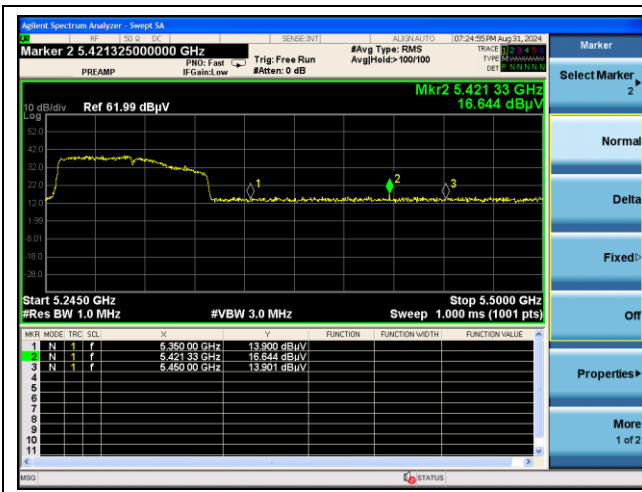 Agilent Spectrum Analyzer - Swept SA
RF 50 Ω DC SENSE:INT ALIGN AUTO 07:24:55 PM Aug 31, 2024
Marker 2 5.421325000000 GHz
PREAMP
PNO: Fast
IFGain:Low
Trig: Free Run
#Atten: 0 dB
#Avg Type: RMS
Avg|Hold:>100/100
TRACE 1 2 3 4 5 6
TYPE M
DET P N N N N N
Mkr2 5.421 33 GHz
16.644 dBμV
10 dB/div
Log
Ref 61.99 dBμV
52.0
42.0
32.0
22.0
12.0
1.99
-8.01
-18.0
-28.0
1
2
3
Start 5.2450 GHz
Stop 5.5000 GHz
#Res BW 1.0 MHz
#VBW 3.0 MHz
Sweep 1.000 ms (1001 pts)
MKR MODE TRC SCL X Y FUNCTION FUNCTION WIDTH FUNCTION VALUE
1 N 1 f 5.350 00 GHz 13.900 dBμV
2 N 1 f 5.421 33 GHz 16.644 dBμV
3 N 1 f 5.450 00 GHz 13.901 dBμV
4
5
6
7
8
9
10
11
MSG
STATUS
Marker
Select Marker
2
Normal
Delta
Fixed
Off
Properties
More
1 of 2